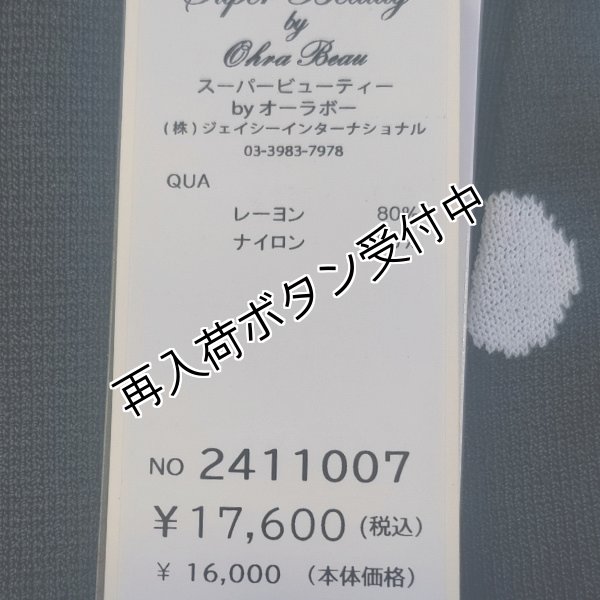 Super Beauty
by
Ohra Beau
スーパービューティー
by オーラボー
(株)ジェイシーインターナショナル
03-3983-7978
QUA
レーヨン 80%
ナイロン
再入荷ボタン受付中
NO 2411007
¥17,600 (税込)
¥ 16,000 (本体価格)